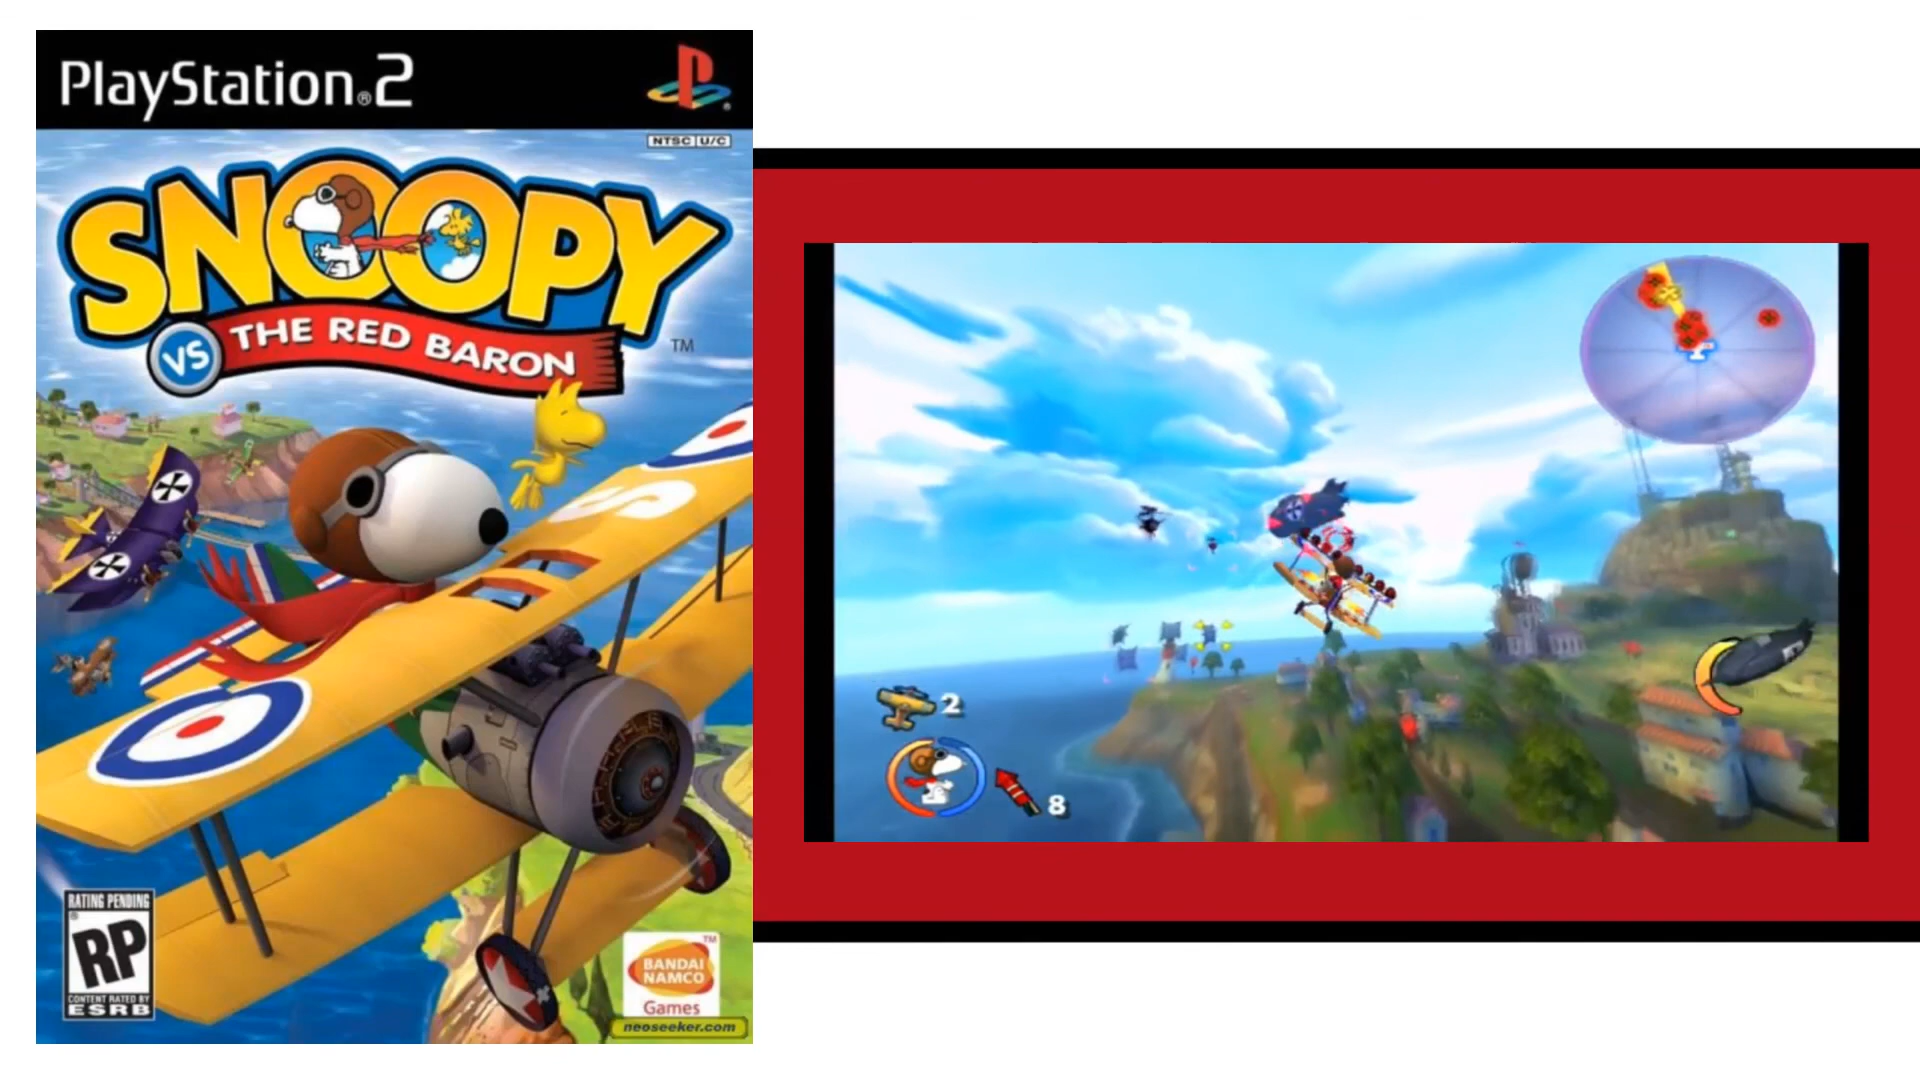 PlayStation®2
NTSC U/C
SNOOPY
VS THE RED BARON
TM
S
RATING PENDING
RP
CONTENT RATED BY
ESRB
TM
BANDAI
NAMCO
Games
neoseeker.com
2
8